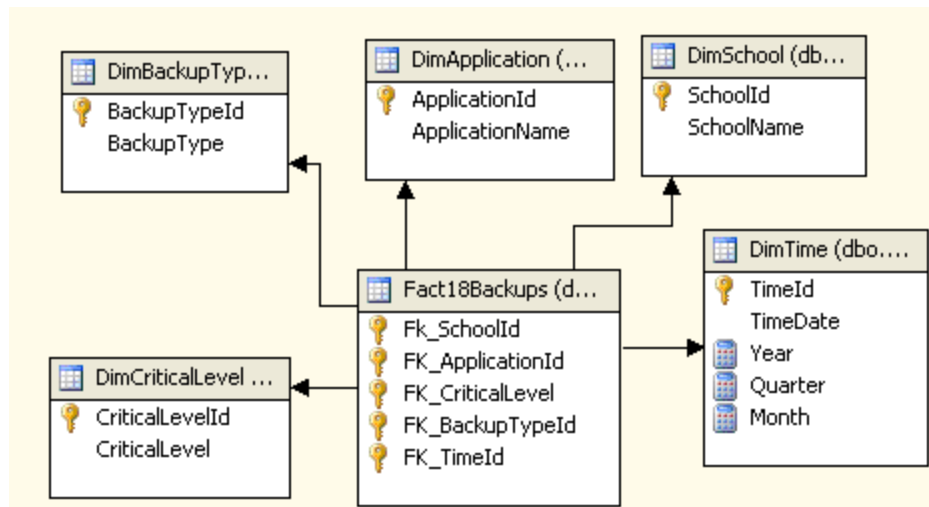 DimBackupTyp...
BackupTypeId
BackupType
DimApplication (...
ApplicationId
ApplicationName
DimSchool (db...
SchoolId
SchoolName
DimTime (dbo....
TimeId
TimeDate
Year
Quarter
Month
Fact18Backups (d...
Fk_SchoolId
FK_ApplicationId
FK_CriticalLevel
FK_BackupTypeId
FK_TimeId
DimCriticalLevel ...
CriticalLevelId
CriticalLevel